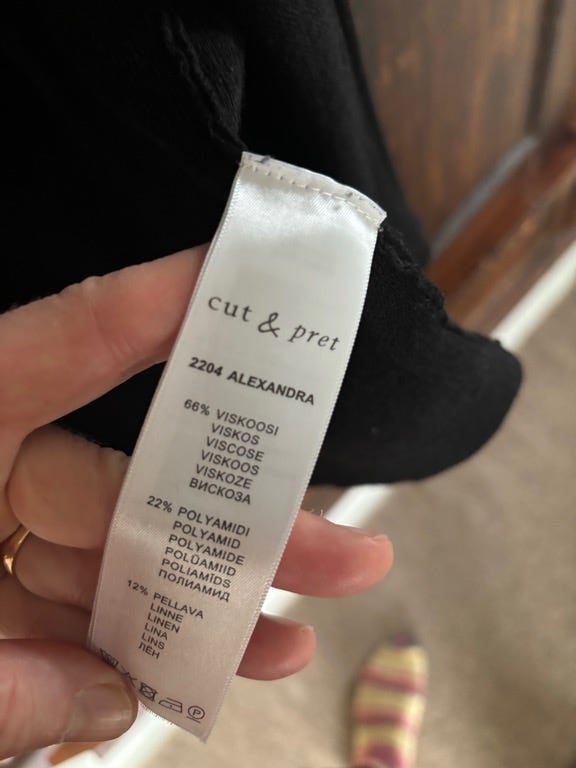 cut & pret
2204 ALEXANDRA
66% VISKOOSI
VISKOS
VISCOSE
VISKOOS
VISKOZE
ВИСКОЗА
22% POLYAMIDI
POLYAMID
POLYAMIDE
POLÜAMIID
POLIAMĪDS
ПОЛИАМИД
12% PELLAVA
LINNE
LINEN
LINA
LINS
ЛЁН
P